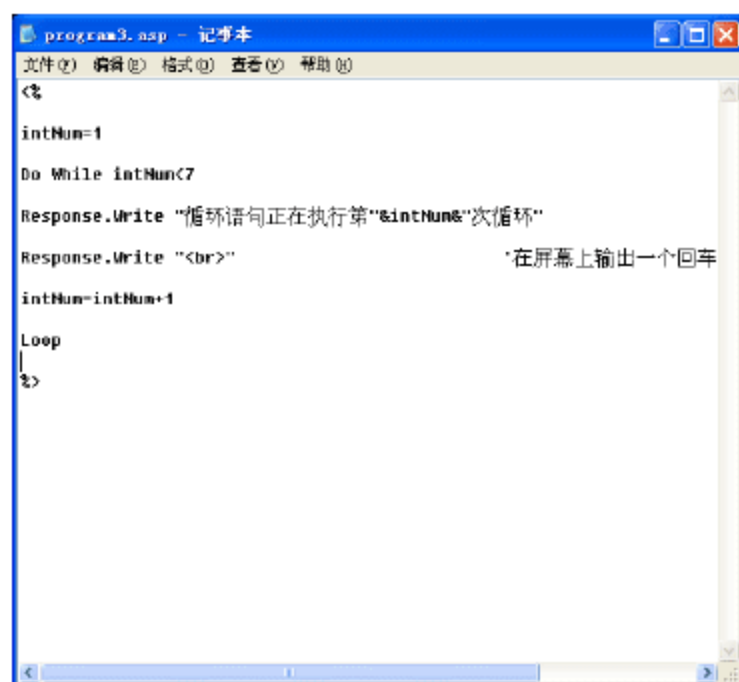 program3.asp - 记事本
文件(F) 编辑(E) 格式(O) 查看(V) 帮助(H)
<%
intNum=1
Do While intNum<7
Response.Write "循环语句正在执行第"&intNum&"次循环"
Response.Write "<br>" '在屏幕上输出一个回车
intNum=intNum+1
Loop
%>